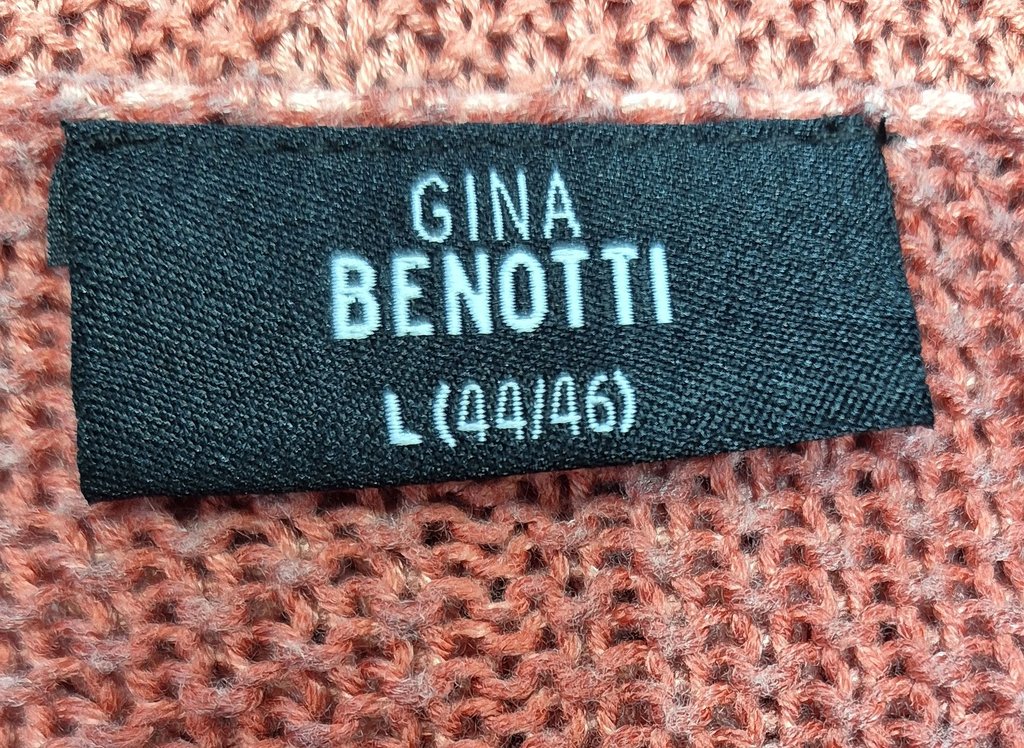 GINA
BENOTTI
L (44/46)